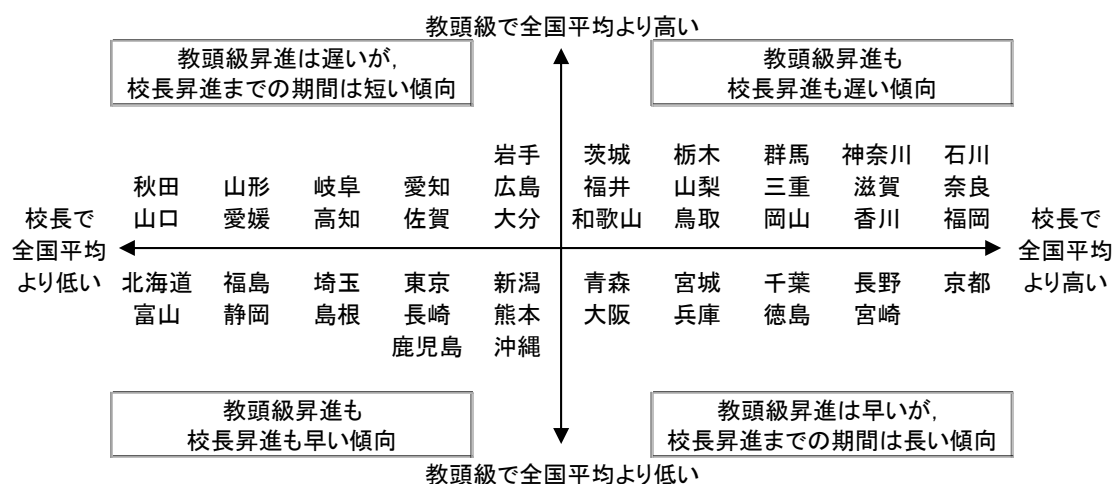 教頭級で全国平均より高い
教頭級昇進は遅いが,
校長昇進までの期間は短い傾向
教頭級昇進も
校長昇進も遅い傾向
岩手 茨城 栃木 群馬 神奈川 石川
秋田 山形 岐阜 愛知 広島 福井 山梨 三重 滋賀 奈良
山口 愛媛 高知 佐賀 大分 和歌山 鳥取 岡山 香川 福岡
校長で
全国平均
より低い
校長で
全国平均
より高い
北海道 福島 埼玉 東京 新潟 青森 宮城 千葉 長野 京都
富山 静岡 島根 長崎 熊本 大阪 兵庫 徳島 宮崎
鹿児島 沖縄
教頭級昇進も
校長昇進も早い傾向
教頭級昇進は早いが,
校長昇進までの期間は長い傾向
教頭級で全国平均より低い